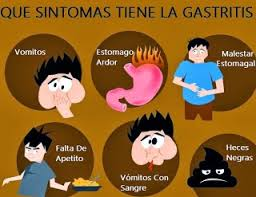 QUE SINTOMAS TIENE LA GASTRITIS
Vomitos
Estomago
Ardor
Malestar
Estomagal
Falta De
Apetito
Vómitos Con
Sangre
Heces
Negras